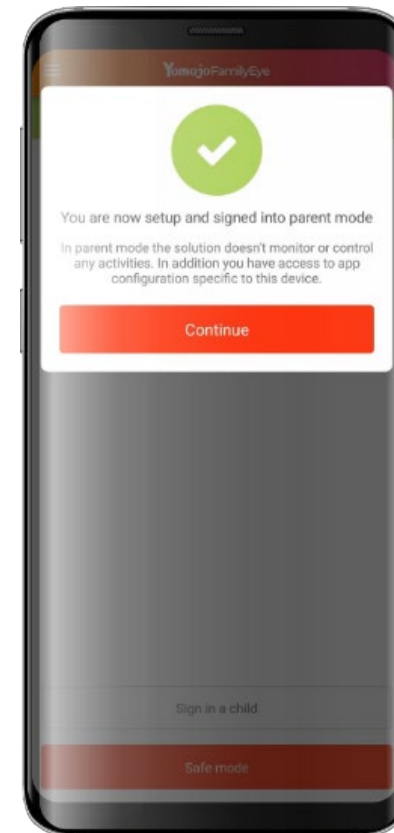 YomojoFamilyEye
You are now setup and signed into parent mode
In parent mode the solution doesn't monitor or control
any activities. In addition you have access to app
configuration specific to this device.
Continue
Sign in a child
Safe mode